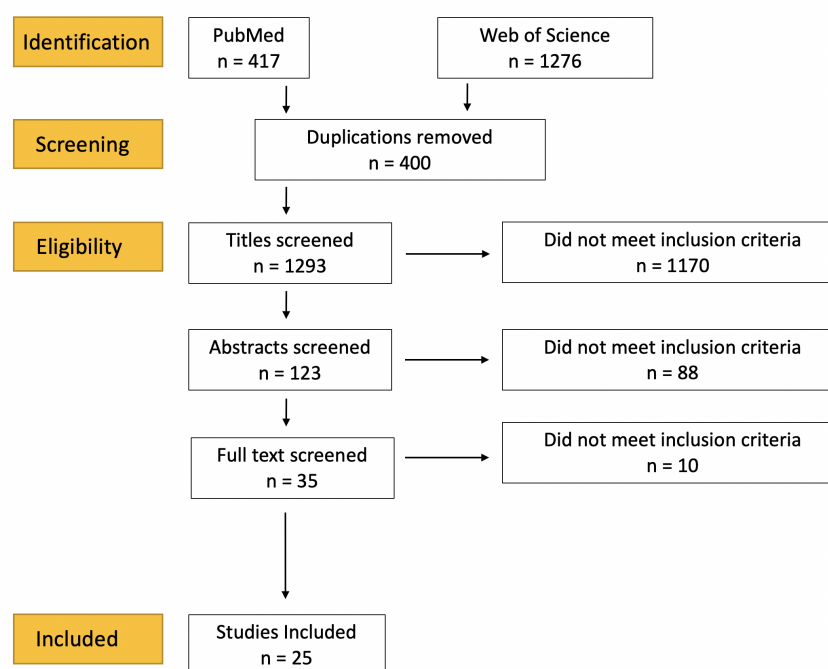 Identification
PubMed
n = 417
Web of Science
n = 1276
Screening
Duplications removed
n = 400
Eligibility
Titles screened
n = 1293
Did not meet inclusion criteria
n = 1170
Abstracts screened
n = 123
Did not meet inclusion criteria
n = 88
Full text screened
n = 35
Did not meet inclusion criteria
n = 10
Included
Studies Included
n = 25